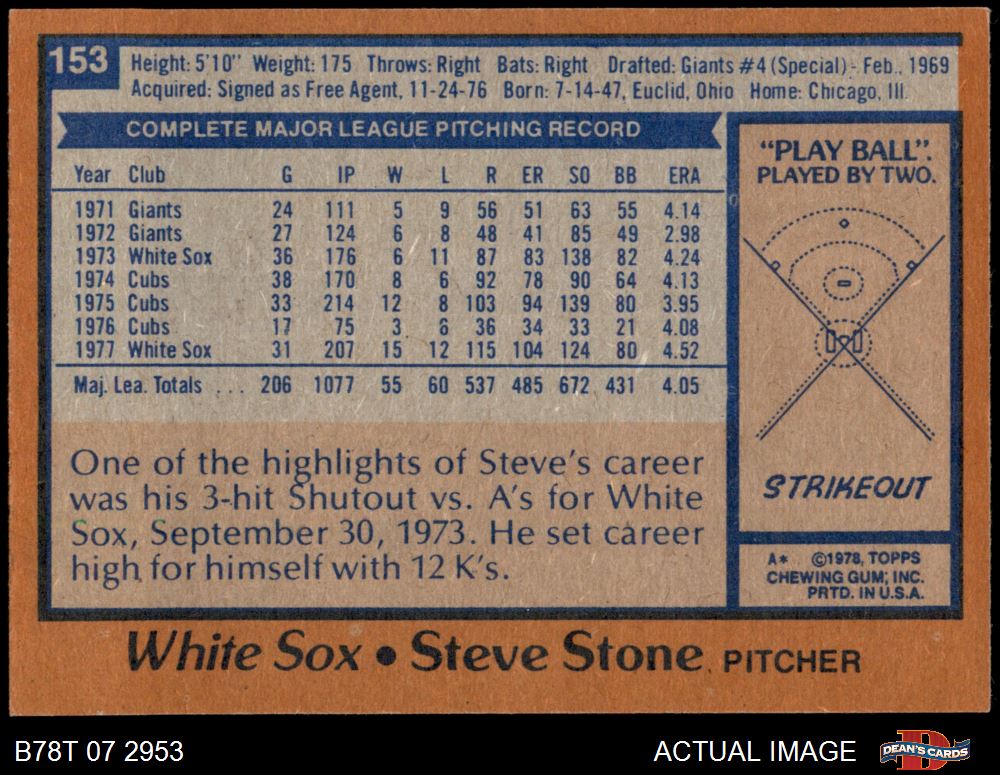 153
Height: 5'10" Weight: 175 Throws: Right Bats: Right Drafted: Giants #4 (Special) - Feb., 1969
Acquired: Signed as Free Agent, 11-24-76 Born: 7-14-47, Euclid, Ohio Home: Chicago, Ill.
COMPLETE MAJOR LEAGUE PITCHING RECORD
Year Club G IP W L R ER SO BB ERA
1971 Giants 24 111 5 9 56 51 63 55 4.14
1972 Giants 27 124 6 8 48 41 85 49 2.98
1973 White Sox 36 176 6 11 87 83 138 82 4.24
1974 Cubs 38 170 8 6 92 78 90 64 4.13
1975 Cubs 33 214 12 8 103 94 139 80 3.95
1976 Cubs 17 75 3 6 36 34 33 21 4.08
1977 White Sox 31 207 15 12 115 104 124 80 4.52
Maj. Lea. Totals ... 206 1077 55 60 537 485 672 431 4.05
One of the highlights of Steve's career
was his 3-hit Shutout vs. A's for White
Sox, September 30, 1973. He set career
high for himself with 12 K's.
"PLAY BALL".
PLAYED BY TWO.
STRIKEOUT
A* ©1978, TOPPS
CHEWING GUM, INC.
PRTD. IN U.S.A.
White Sox • Steve Stone PITCHER
B78T 07 2953
ACTUAL IMAGE
D
DEAN'S CARDS